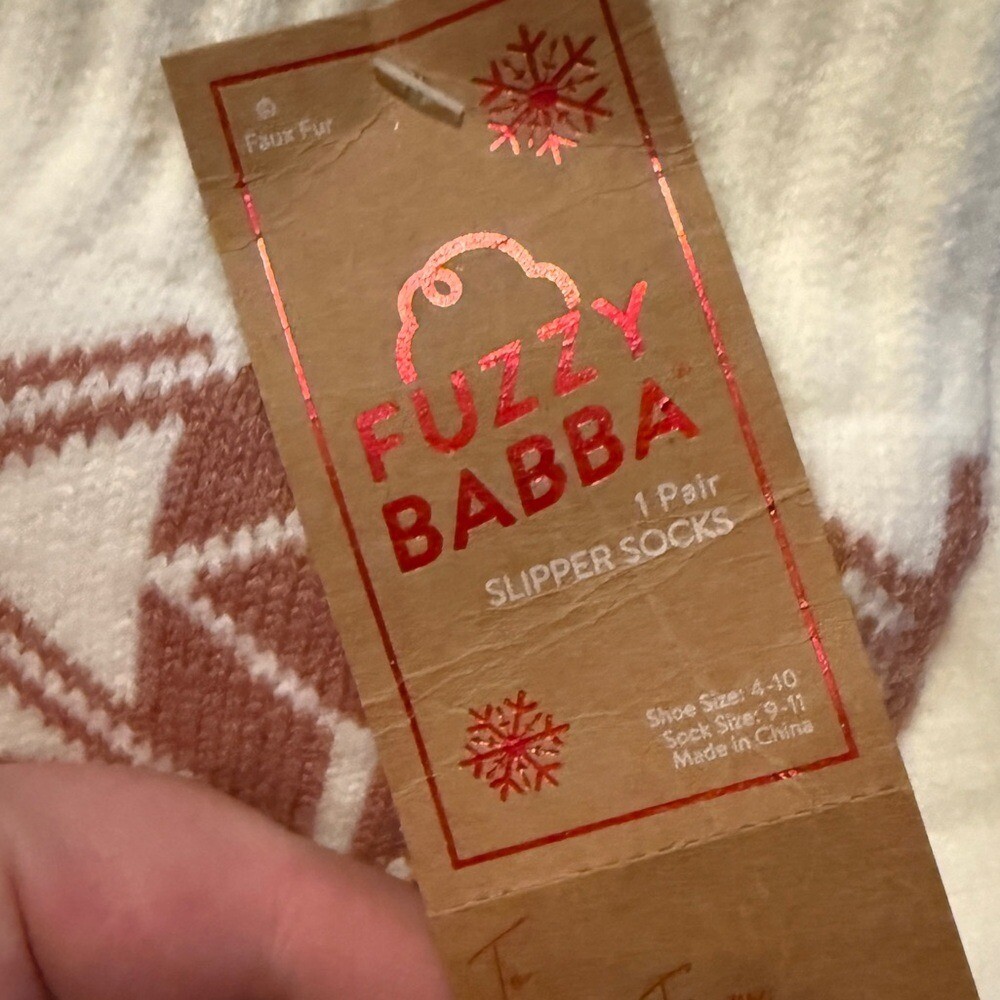 Faux Fur
FUZZY
BABBA
1 Pair
SLIPPER SOCKS
Shoe Size: 4-10
Sock Size: 9-11
Made in China
To